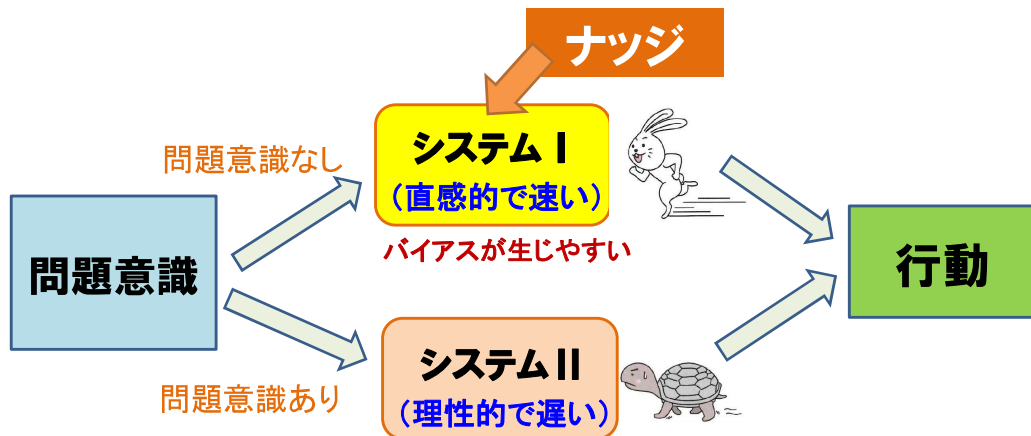 ナッジ
問題意識なし
システムⅠ
（直感的で速い）
バイアスが生じやすい
問題意識
行動
システムⅡ
（理性的で遅い）
問題意識あり